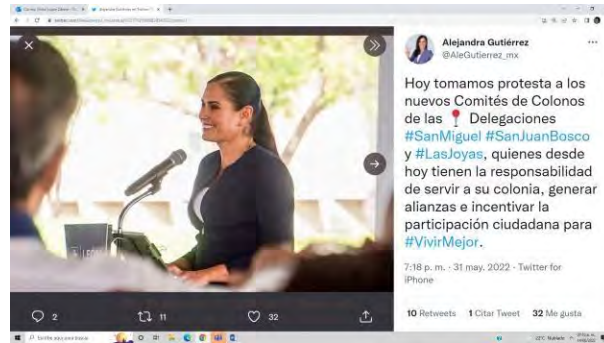 Alejandra Gutiérrez
@AleGutierrez_mx
Hoy tomamos protesta a los
nuevos Comités de Colonos
de las 📍 Delegaciones
#SanMiguel #SanJuanBosco
y #LasJoyas, quienes desde
hoy tienen la responsabilidad
de servir a su colonia, generar
alianzas e incentivar la
participación ciudadana para
#VivirMejor.
7:18 p. m. · 31 may. 2022 · Twitter for
iPhone
2 11 32
10 Retweets 1 Citar Tweet 32 Me gusta
22°C Nublado